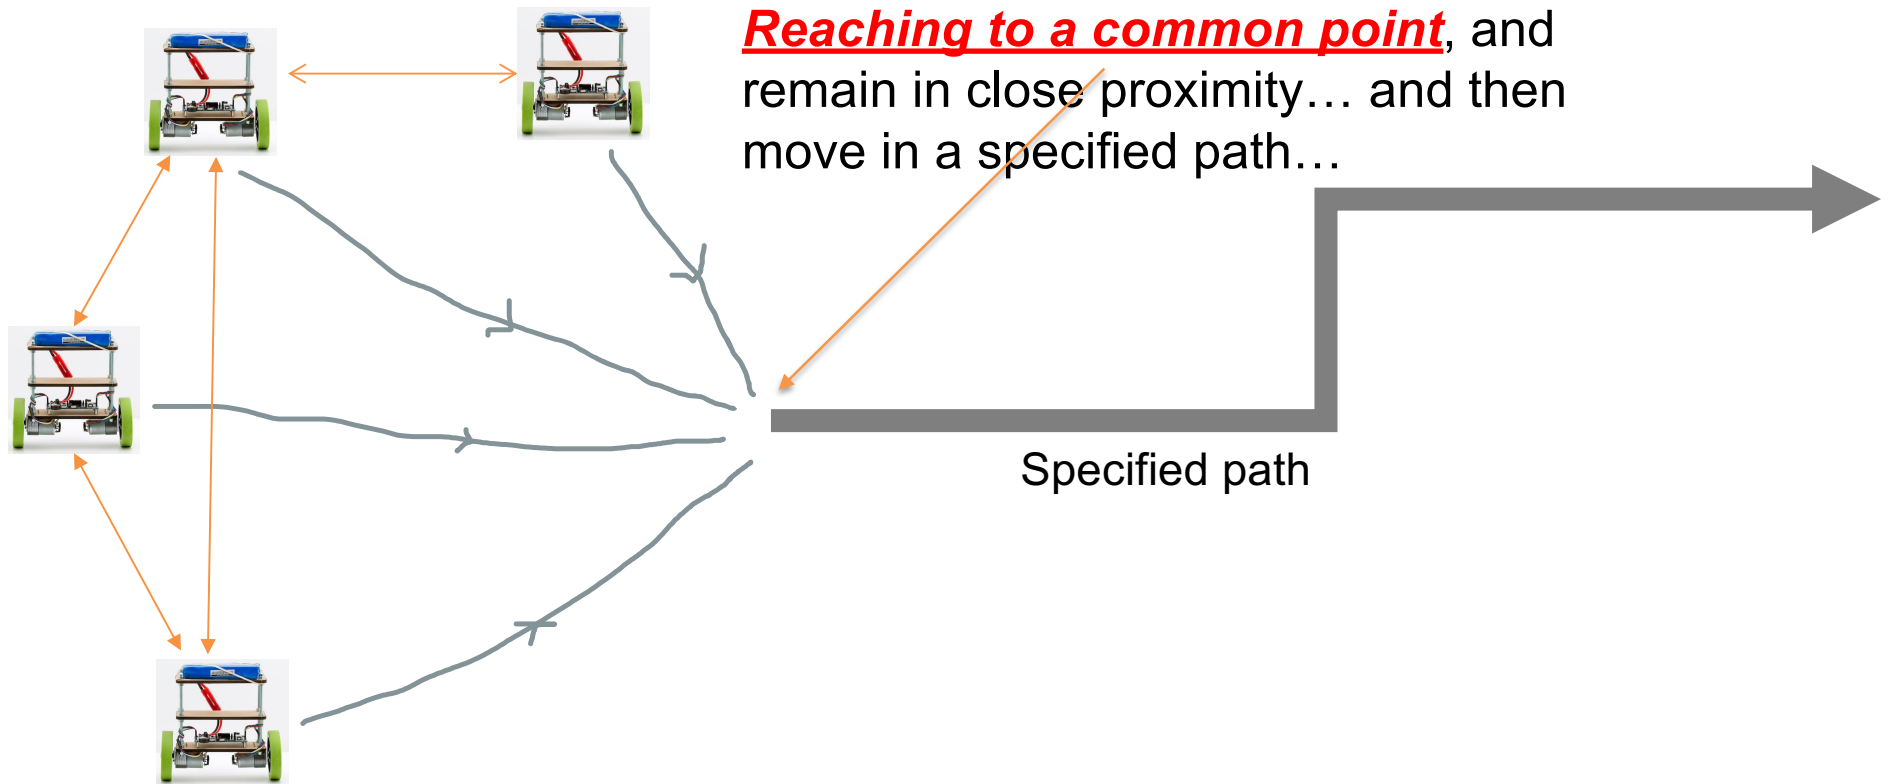 Reaching to a common point, and
remain in close proximity… and then
move in a specified path…
Specified path